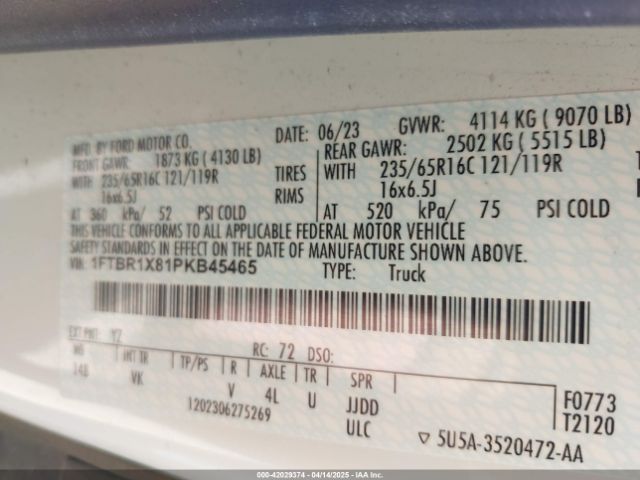 MFD. BY FORD MOTOR CO.
DATE: 06/23 GVWR: 4114 KG ( 9070 LB)
FRONT GAWR: 1873 KG ( 4130 LB)
REAR GAWR: 2502 KG ( 5515 LB)
WITH 235/65R16C 121/119R TIRES WITH 235/65R16C 121/119R
16x6.5J RIMS 16x6.5J
AT 360 kPa/ 52 PSI COLD AT 520 kPa/ 75 PSI COLD
THIS VEHICLE CONFORMS TO ALL APPLICABLE FEDERAL MOTOR VEHICLE
SAFETY STANDARD IN EFFECT ON THE DATE OF MANUFACTURE SHOWN ABOVE.
VIN: 1FTBR1X81PKB45465 TYPE: Truck
EXT PNT: YZ RC: 72 DSO:
WB INT TR TP/PS R AXLE TR SPR
148 VK V 4L U JJDD F0773
1202306275269 ULC T2120
▽ 5U5A-3520472-AA
000-42029374 - 04/14/2025 - IAA Inc.